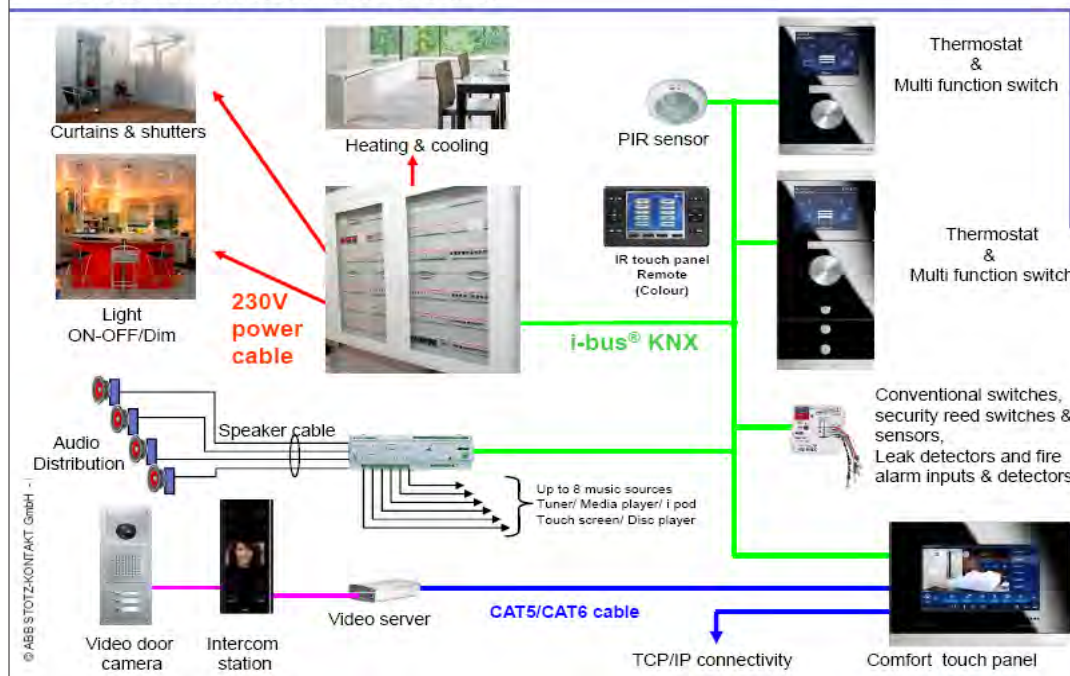 Curtains & shutters
Heating & cooling
PIR sensor
Thermostat
&
Multi function switch
Light
ON-OFF/Dim
230V
power
cable
IR touch panel
Remote
(Colour)
i-bus® KNX
Thermostat
&
Multi function switch
Audio
Distribution
Speaker cable
Up to 8 music sources
Tuner/ Media player/ i pod
Touch screen/ Disc player
Conventional switches,
security reed switches &
sensors,
Leak detectors and fire
alarm inputs & detectors
© ABB STOTZ-KONTAKT GmbH -
Video door
camera
Intercom
station
Video server
CAT5/CAT6 cable
TCP/IP connectivity
Comfort touch panel